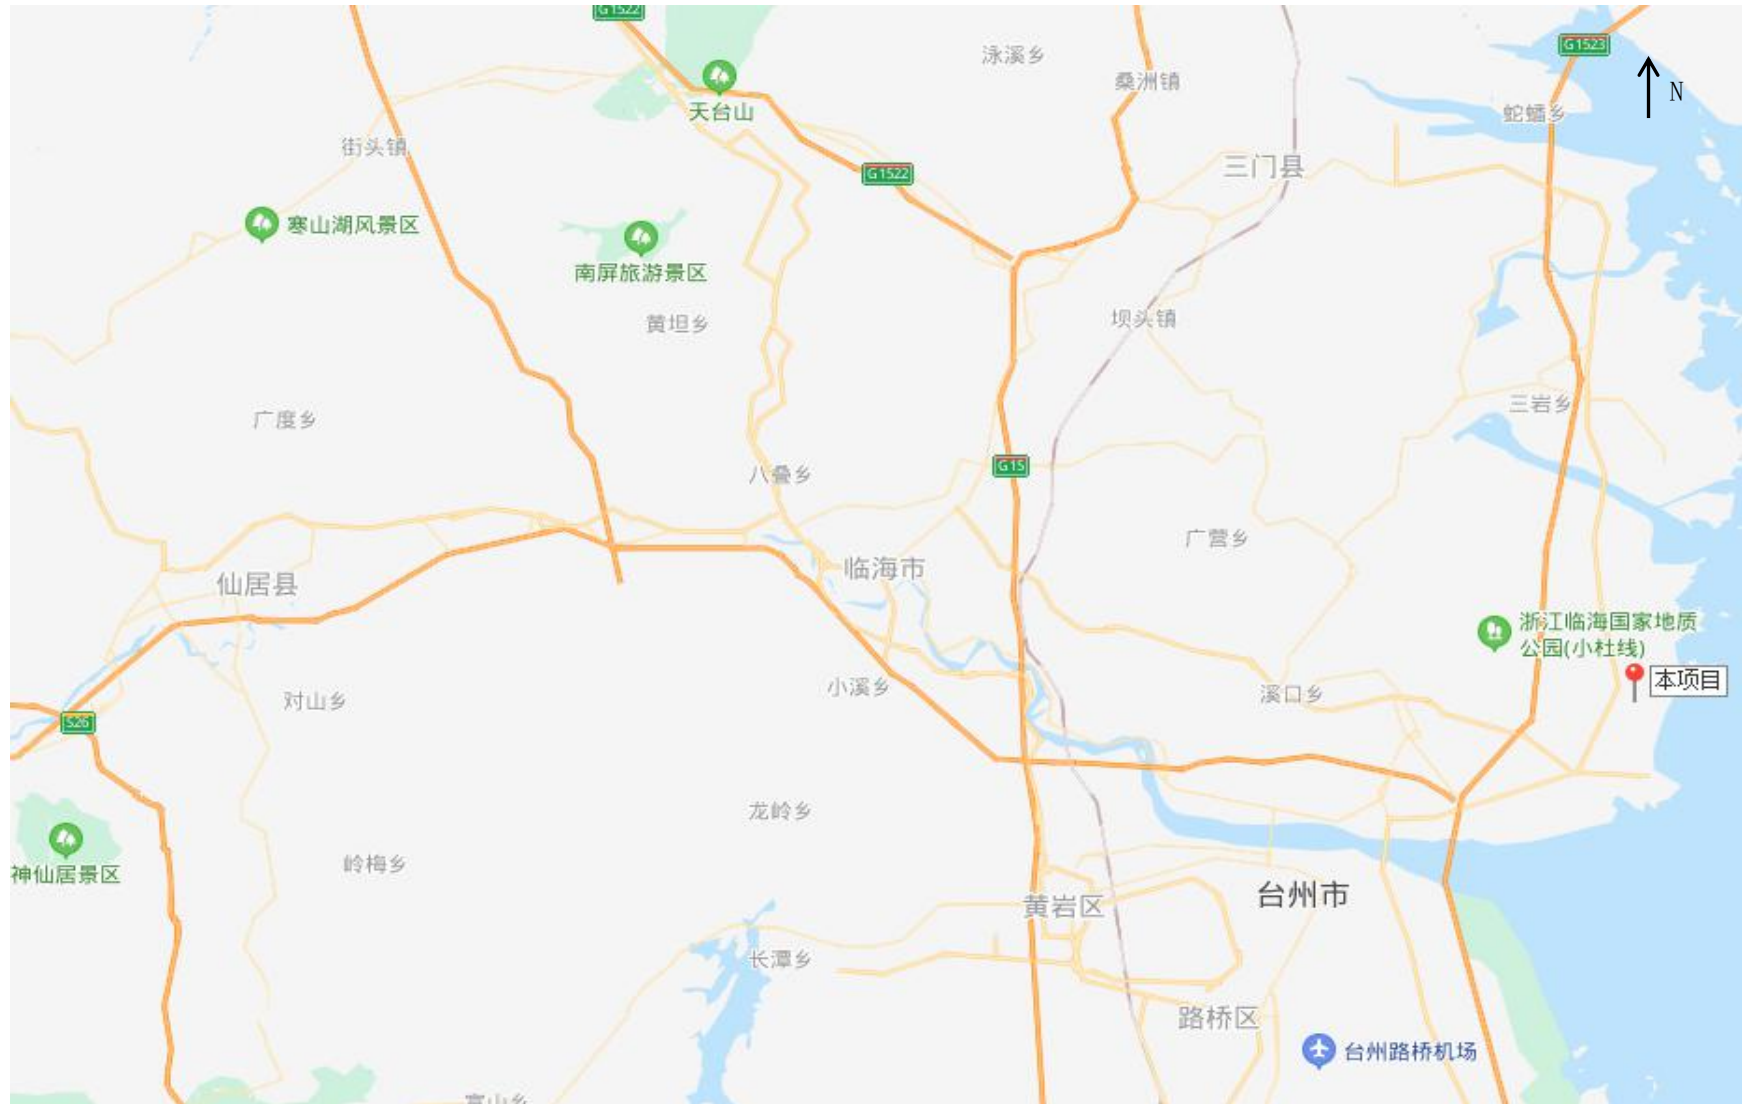 G1522
泳溪乡
G1523
桑洲镇
N
天台山
蛇蟠乡
街头镇
三门县
G1522
寒山湖风景区
南屏旅游景区
黄坦乡
坝头镇
三岩乡
广度乡
八叠乡
G15
广营乡
临海市
仙居县
浙江临海国家地质
公园(小杜线)
本项目
小溪乡
溪口乡
对山乡
S26
龙岭乡
岭梅乡
神仙居景区
台州市
黄岩区
长潭乡
路桥区
台州路桥机场